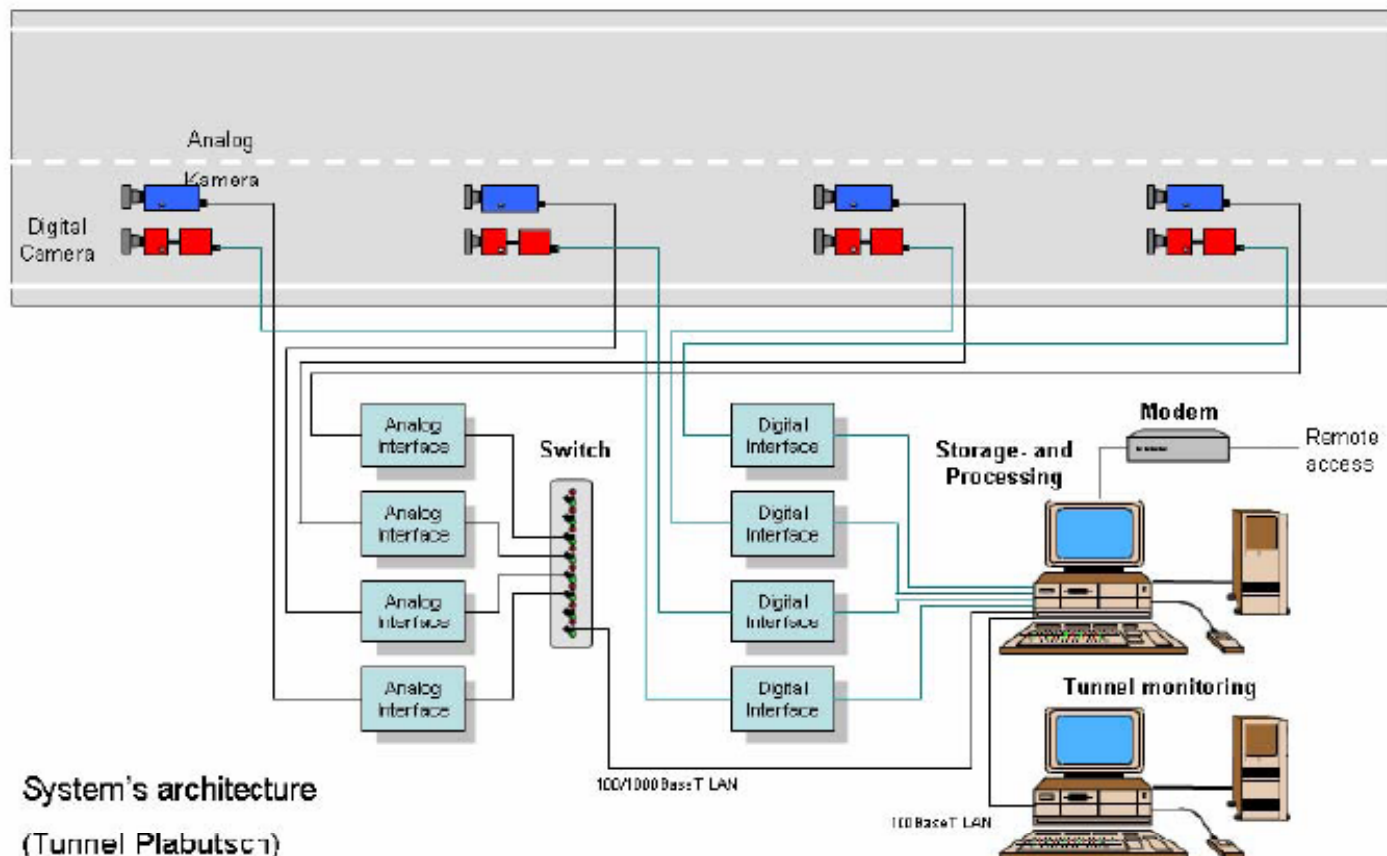 Analog
Kamera
Digital
Camera
Analog
Interface
Analog
Interface
Analog
Interface
Analog
Interface
Switch
Digital
Interface
Digital
Interface
Digital
Interface
Digital
Interface
Storage- and
Processing
Modem
Remote
access
Tunnel monitoring
100/1000BaseT LAN
100BaseT LAN
System's architecture
(Tunnel Plabutsch)